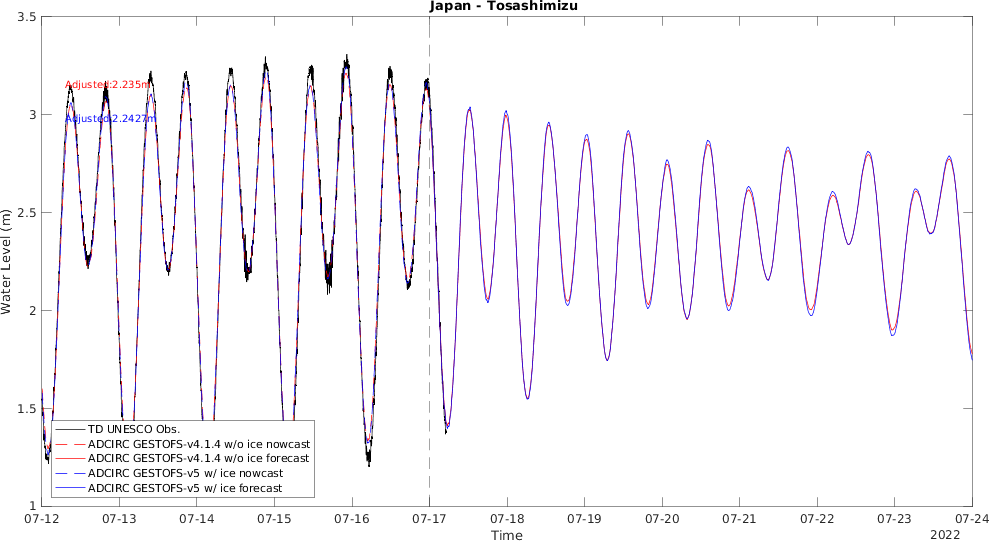 Japan - Tosashimizu
3.5
3
2.5
2
1.5
1
Water Level (m)
Adjusted:2.235m
Adjusted:2.2427m
TD UNESCO Obs.
ADCIRC GESTOFS-v4.1.4 w/o ice nowcast
ADCIRC GESTOFS-v4.1.4 w/o ice forecast
ADCIRC GESTOFS-v5 w/ ice nowcast
ADCIRC GESTOFS-v5 w/ ice forecast
07-12 07-13 07-14 07-15 07-16 07-17 07-18 07-19 07-20 07-21 07-22 07-23 07-24
Time
2022